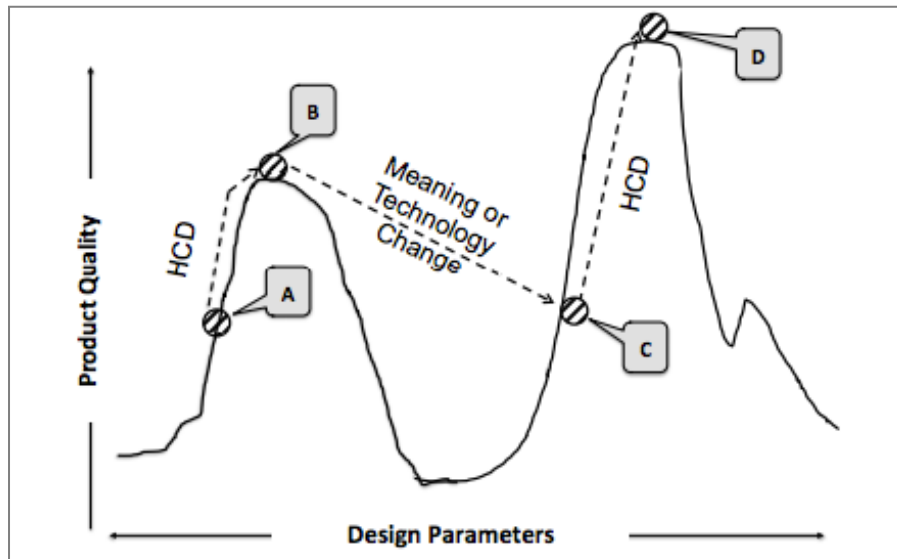 D
B
Meaning or
Technology
Change
HCD
HCD
A
C
Product Quality
Design Parameters